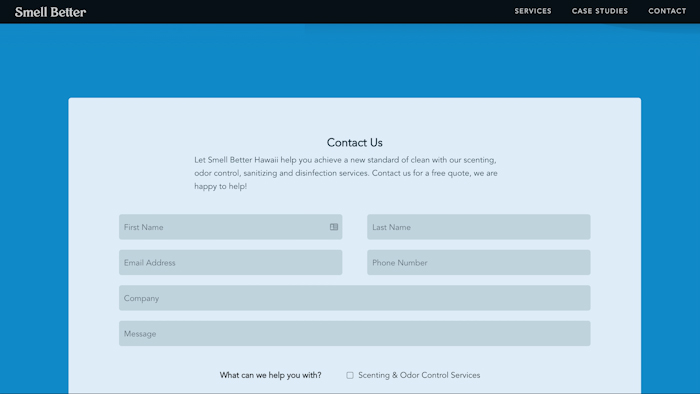 Smell Better
SERVICES CASE STUDIES CONTACT
Contact Us
Let Smell Better Hawaii help you achieve a new standard of clean with our scenting,
odor control, sanitizing and disinfection services. Contact us for a free quote, we are
happy to help!
First Name
Last Name
Email Address
Phone Number
Company
Message
What can we help you with?
Scenting & Odor Control Services